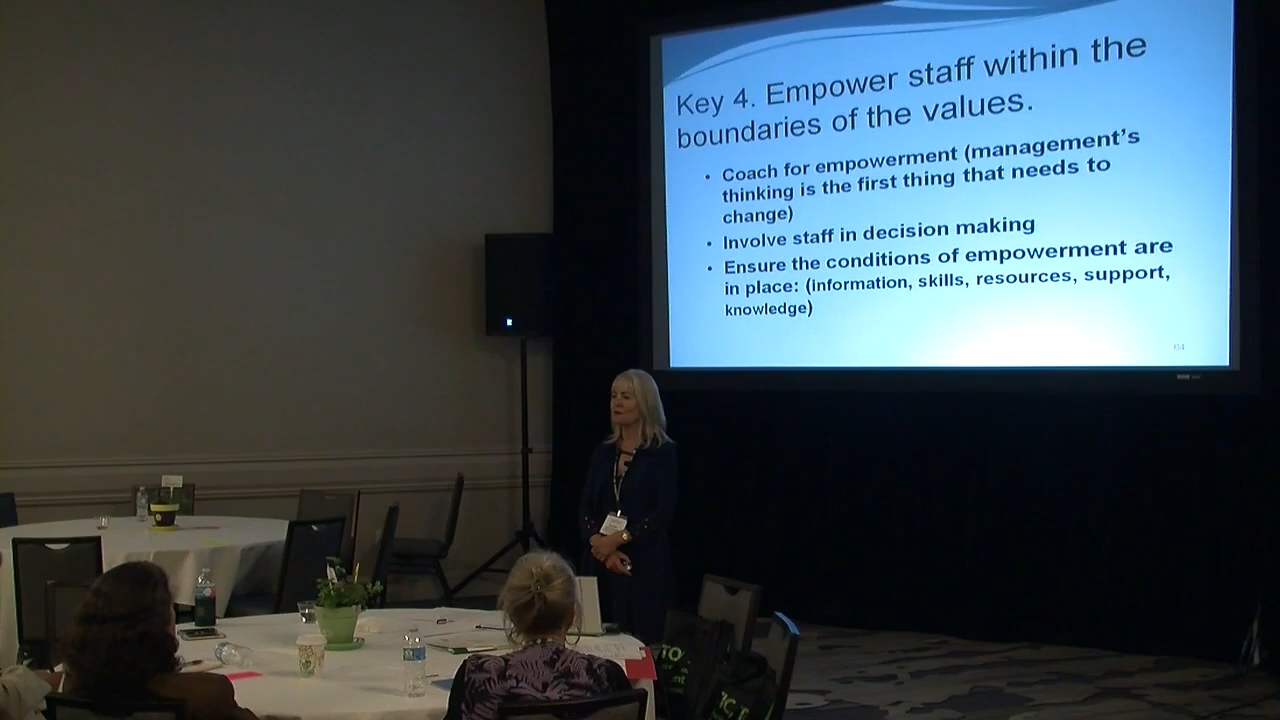 Key 4. Empower staff within the
boundaries of the values.
• Coach for empowerment (management's
thinking is the first thing that needs to
change)
• Involve staff in decision making
• Ensure the conditions of empowerment are
in place: (information, skills, resources, support,
knowledge)
64